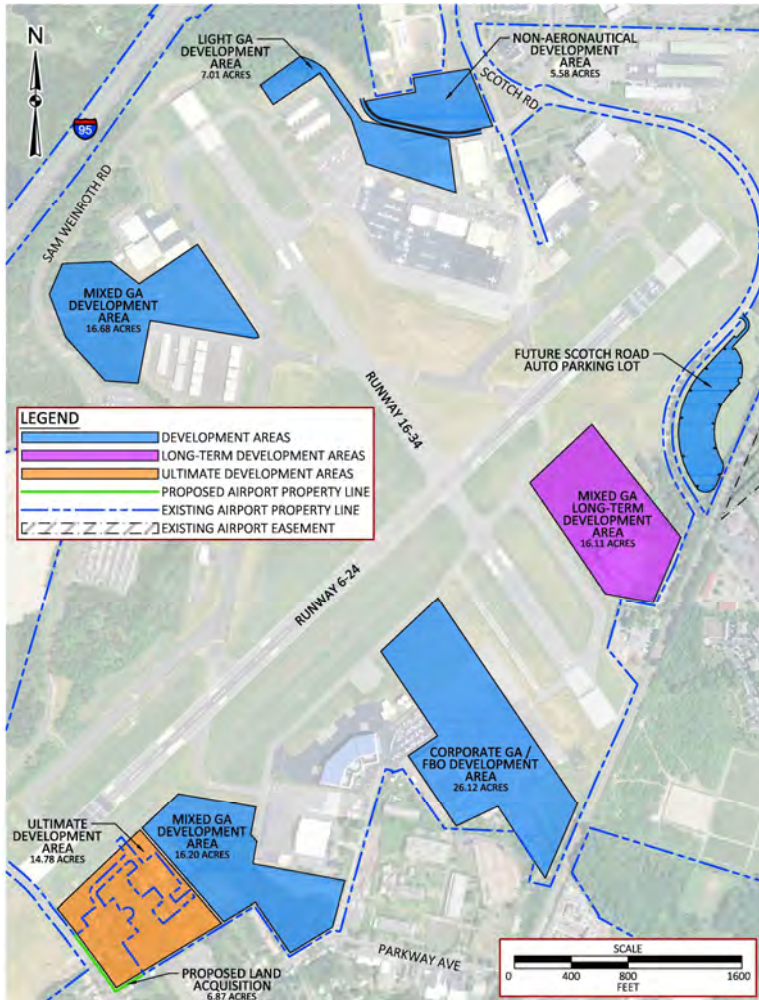 N
LIGHT GA
DEVELOPMENT
AREA
7.01 ACRES
NON-AERONAUTICAL
DEVELOPMENT
AREA
5.58 ACRES
SCOTCH RD
95
SAM WEINROTH RD
MIXED GA
DEVELOPMENT
AREA
16.68 ACRES
FUTURE SCOTCH ROAD
AUTO PARKING LOT
RUNWAY 16-34
LEGEND
DEVELOPMENT AREAS
LONG-TERM DEVELOPMENT AREAS
ULTIMATE DEVELOPMENT AREAS
PROPOSED AIRPORT PROPERTY LINE
EXISTING AIRPORT PROPERTY LINE
EXISTING AIRPORT EASEMENT
MIXED GA
LONG-TERM
DEVELOPMENT
AREA
16.11 ACRES
RUNWAY 6-24
CORPORATE GA /
FBO DEVELOPMENT
AREA
26.12 ACRES
ULTIMATE
DEVELOPMENT
AREA
14.78 ACRES
MIXED GA
DEVELOPMENT
AREA
16.20 ACRES
PROPOSED LAND
ACQUISITION
6.87 ACRES
PARKWAY AVE
SCALE
0 400 800 1600
FEET